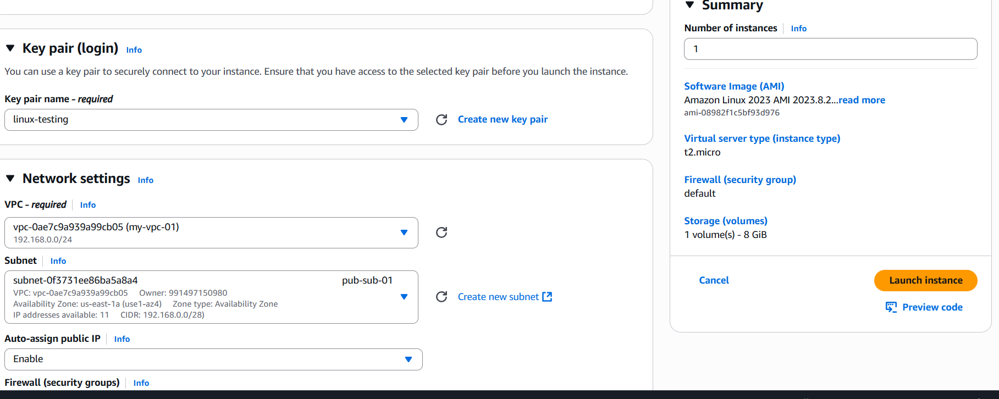 Summary
Number of instances Info
1
Key pair (login) Info
You can use a key pair to securely connect to your instance. Ensure that you have access to the selected key pair before you launch the instance.
Key pair name - required
linux-testing
Create new key pair
Network settings Info
VPC - required Info
vpc-0ae7c9a939a99cb05 (my-vpc-01)
192.168.0.0/24
Subnet Info
subnet-0f3731ee86ba5a8a4 pub-sub-01
VPC: vpc-0ae7c9a939a99cb05 Owner: 991497150980
Availability Zone: us-east-1a (use1-az4) Zone type: Availability Zone
IP addresses available: 11 CIDR: 192.168.0.0/28)
Create new subnet
Auto-assign public IP Info
Enable
Firewall (security groups) Info
Software Image (AMI)
Amazon Linux 2023 AMI 2023.8.2...read more
ami-08982f1c5bf93d976
Virtual server type (instance type)
t2.micro
Firewall (security group)
default
Storage (volumes)
1 volume(s) - 8 GiB
Cancel
Launch instance
Preview code